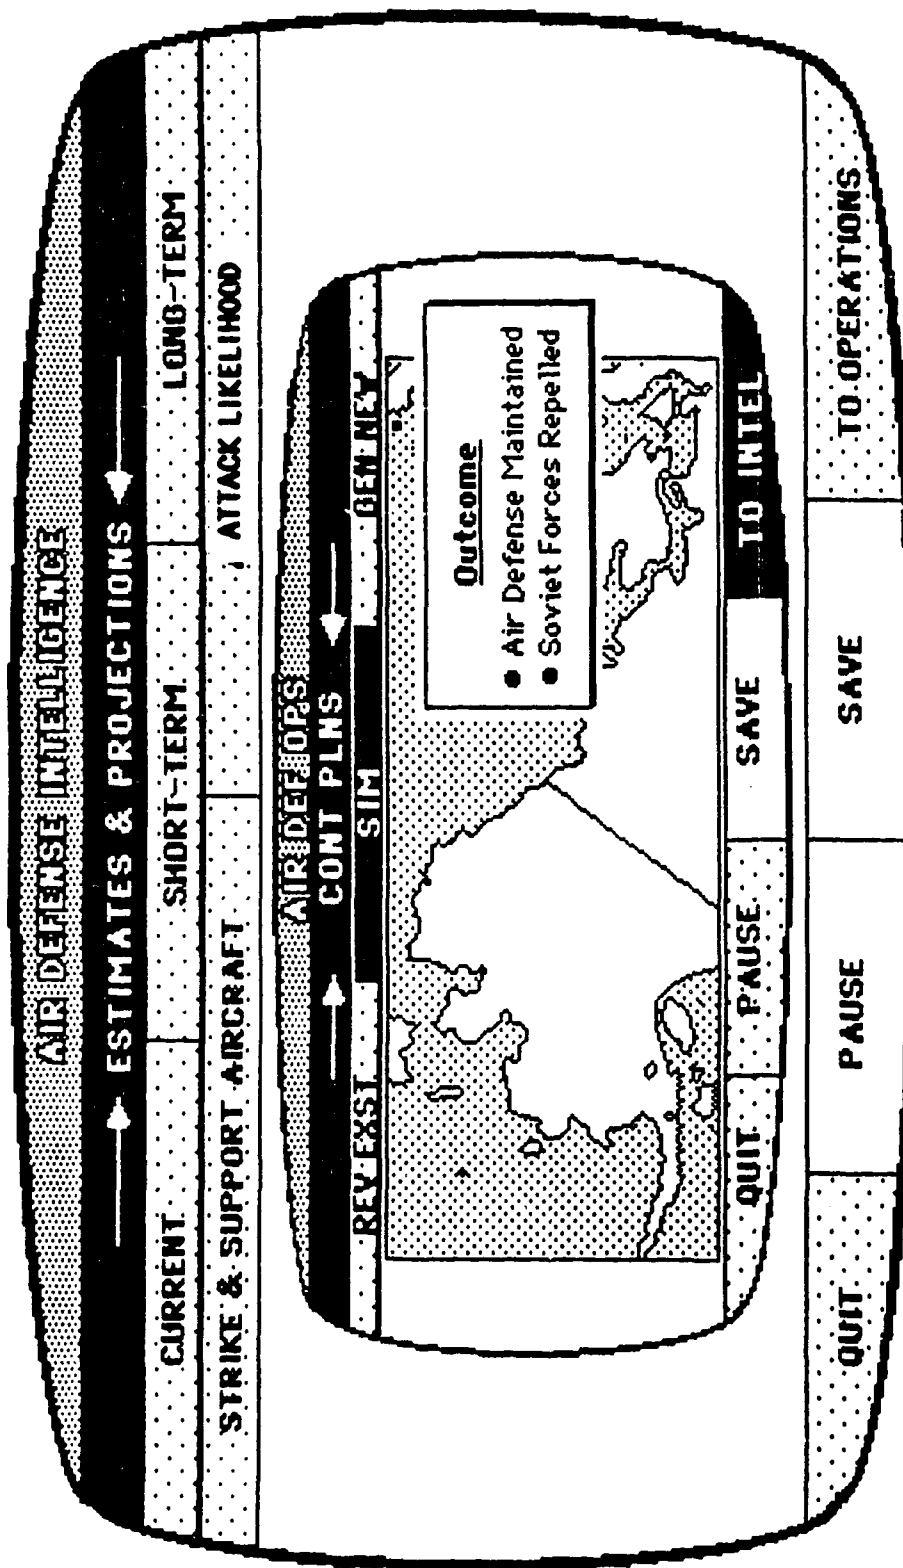 AIR DEFENSE INTELLIGENCE
ESTIMATES & PROJECTIONS
CURRENT SHORT-TERM LONG-TERM
STRIKE & SUPPORT AIRCRAFT ATTACK LIKELIHOOD
AIR DEF OPS
CONT PLNS
REV EXST SIM GEN NEW
Outcome
● Air Defense Maintained
● Soviet Forces Repelled
QUIT PAUSE SAVE TO INTEL
QUIT PAUSE SAVE TO OPERATIONS